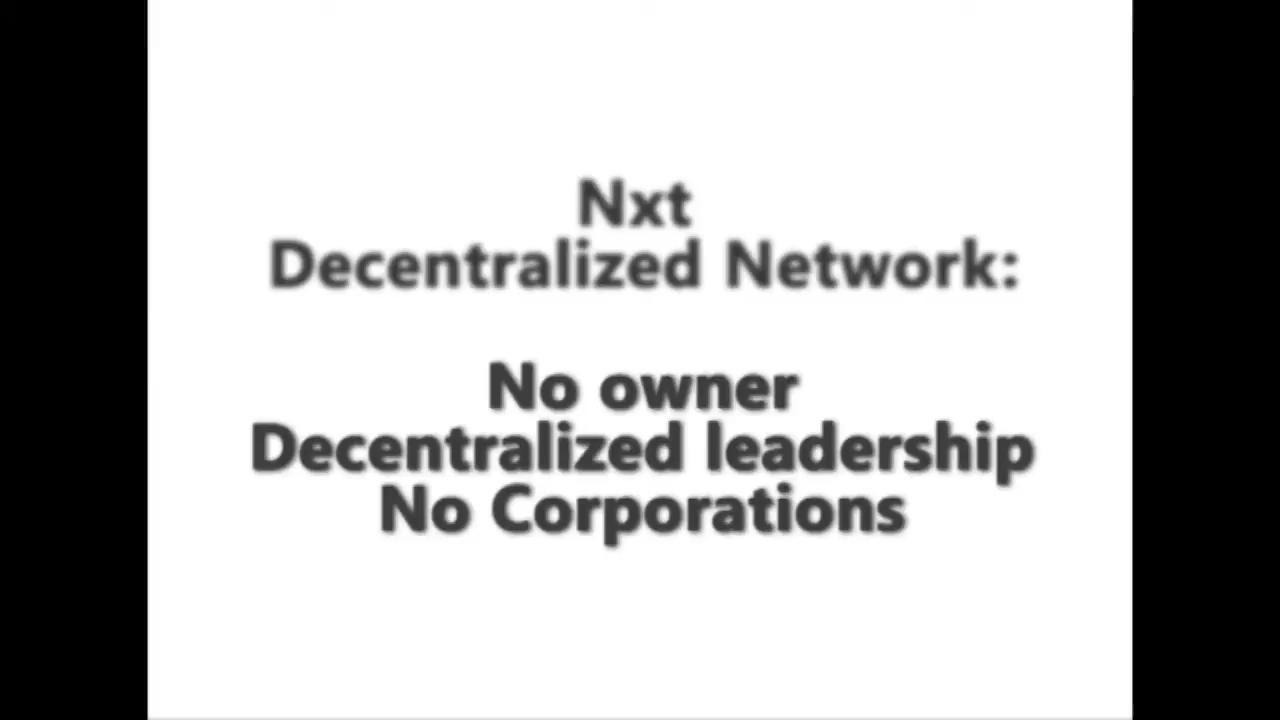 Nxt
Decentralized Network:
No owner
Decentralized leadership
No Corporations